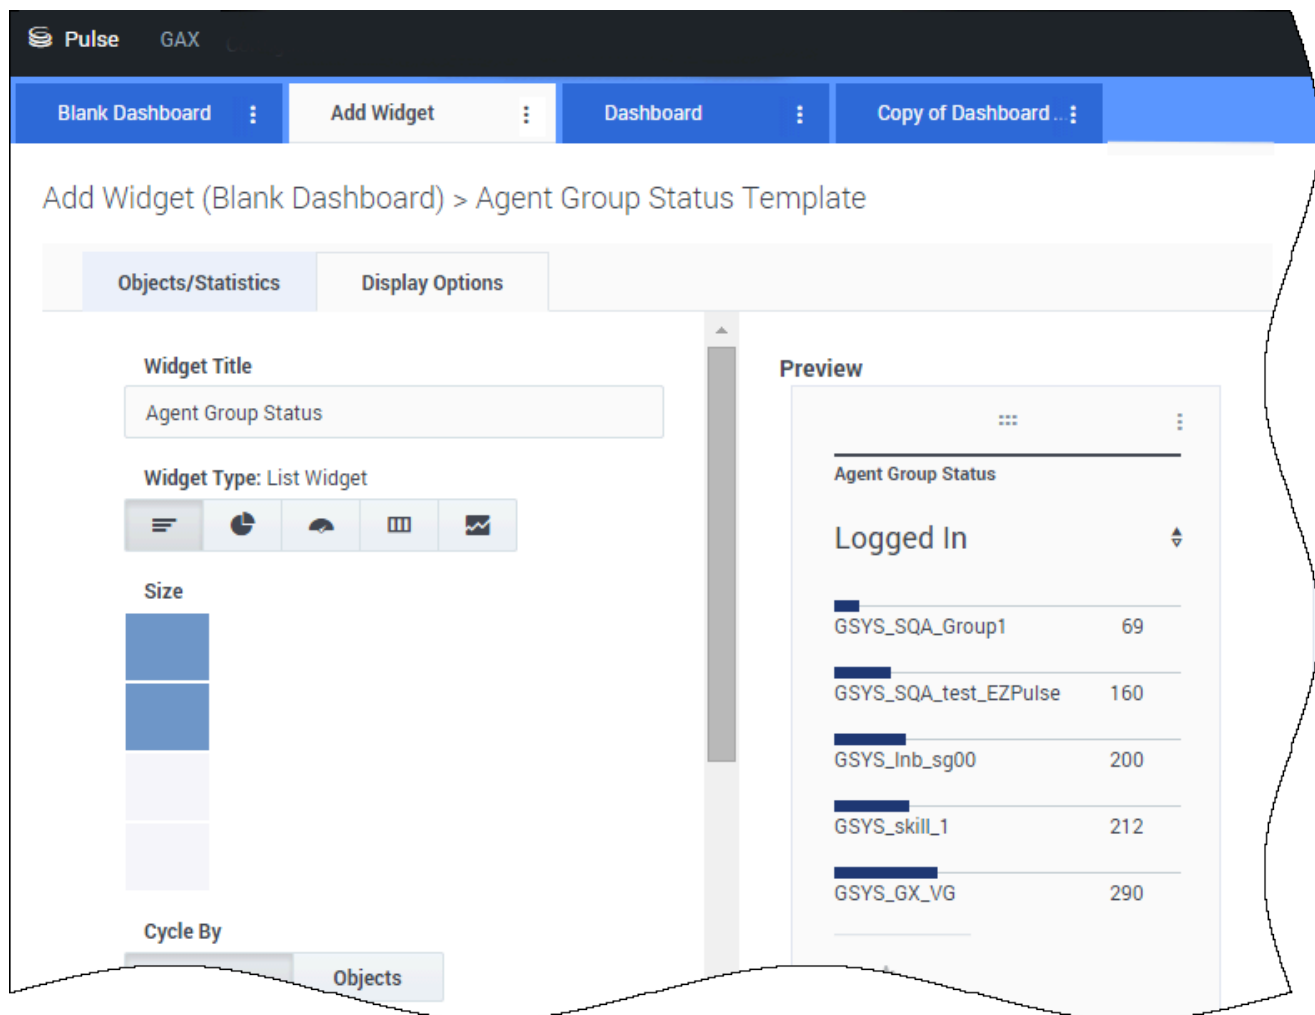 Pulse GAX
Blank Dashboard Add Widget Dashboard Copy of Dashboard ...
Add Widget (Blank Dashboard) > Agent Group Status Template
Objects/Statistics Display Options
Widget Title
Agent Group Status
Widget Type: List Widget
Size
Cycle By
Objects
Preview
Agent Group Status
Logged In
GSYS_SQA_Group1 69
GSYS_SQA_test_EZPulse 160
GSYS_Inb_sg00 200
GSYS_skill_1 212
GSYS_GX_VG 290